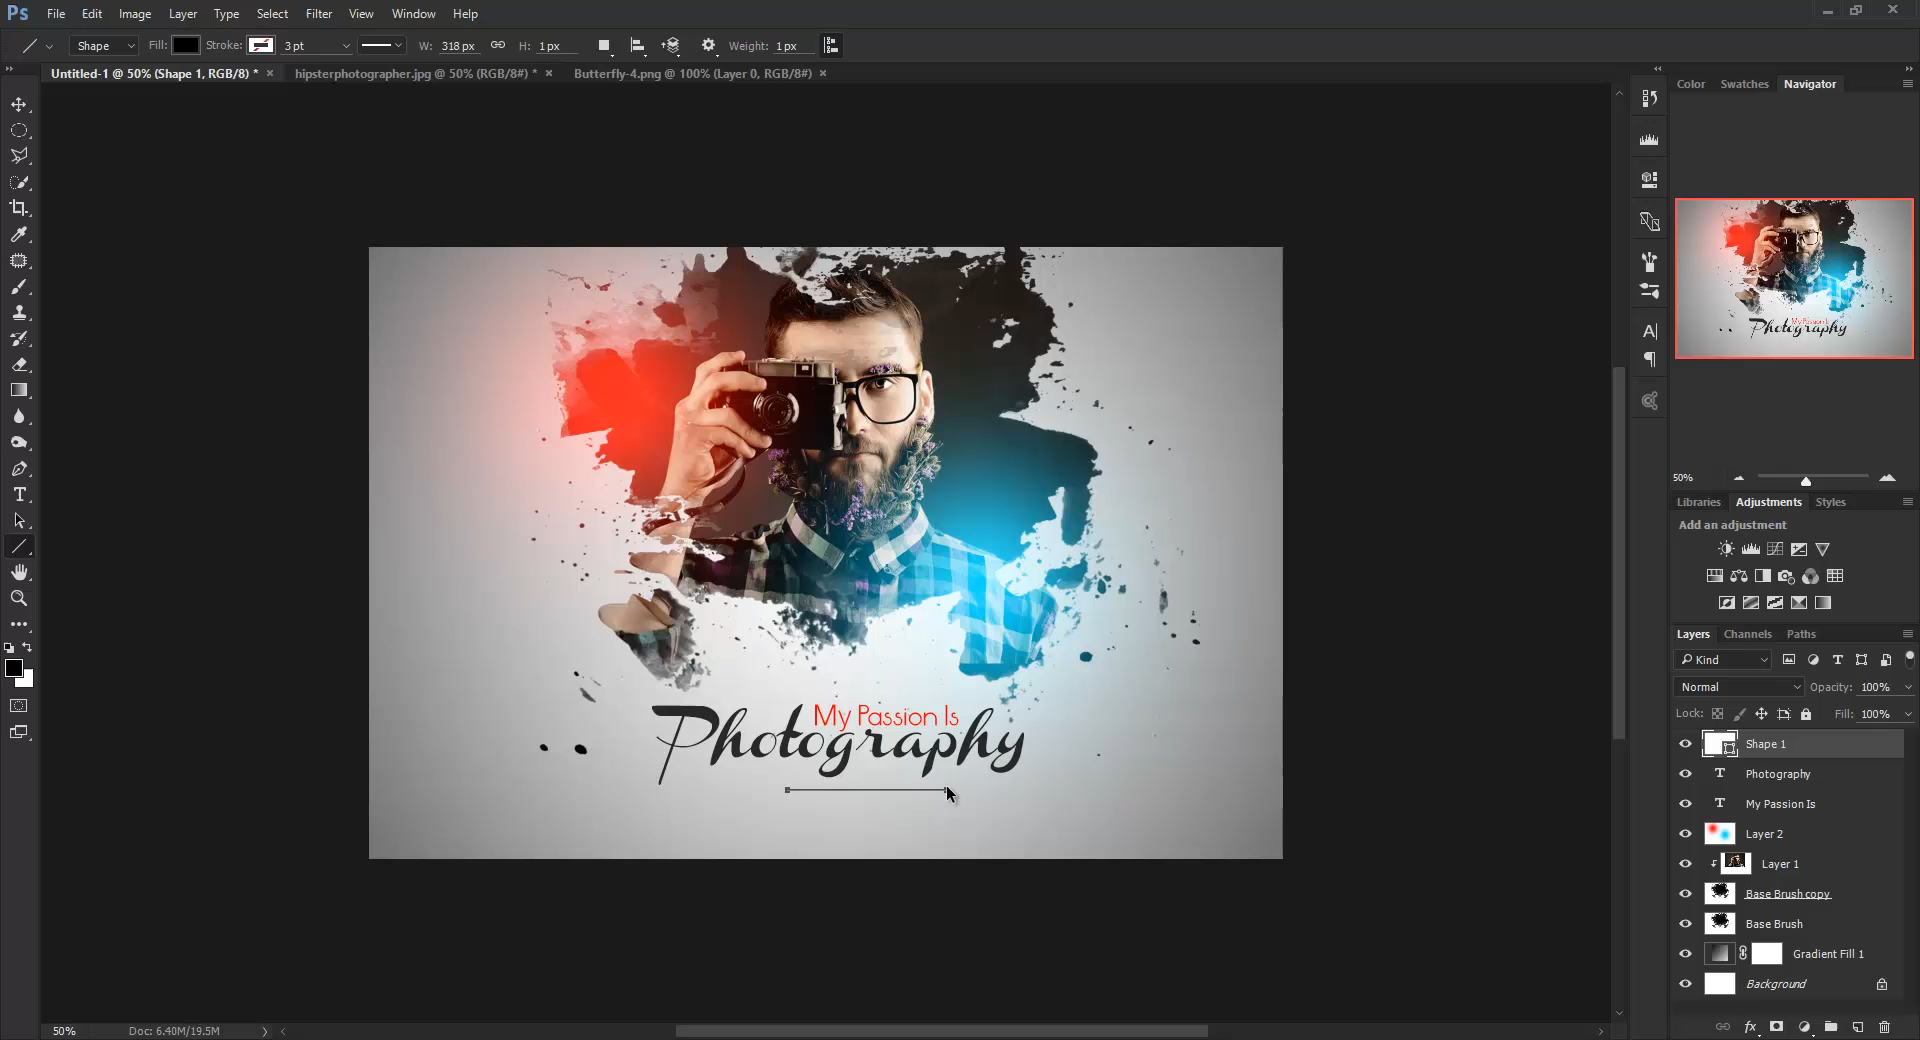 Ps File Edit Image Layer Type Select Filter View Window Help
Shape Fill: Stroke: 3 pt W: 318 px H: 1 px Weight: 1 px
Untitled-1 @ 50% (Shape 1, RGB/8) * × hipsterphotographer.jpg @ 50% (RGB/8#) * × Butterfly-4.png @ 100% (Layer 0, RGB/8#) ×
Color Swatches Navigator
My Passion Is
Photography
50%
Libraries Adjustments Styles
Add an adjustment
Layers Channels Paths
Kind
Normal Opacity: 100%
Lock: Fill: 100%
Shape 1
Photography
My Passion Is
Layer 2
Layer 1
Base Brush copy
Base Brush
Gradient Fill 1
Background
My Passion Is
Photography
50% Doc: 6.40M/19.5M